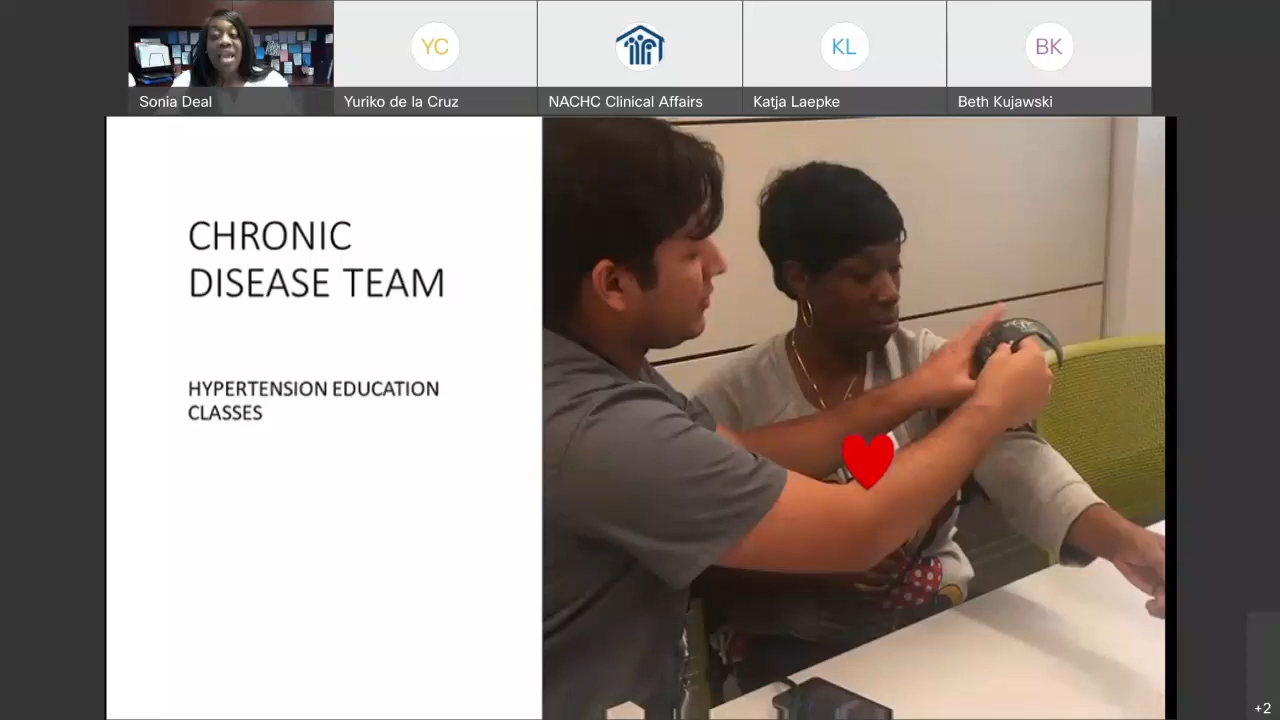 YC
KL
BK
Sonia Deal
Yuriko de la Cruz
NACHC Clinical Affairs
Katja Laepke
Beth Kujawski
CHRONIC
DISEASE TEAM
HYPERTENSION EDUCATION
CLASSES
+2